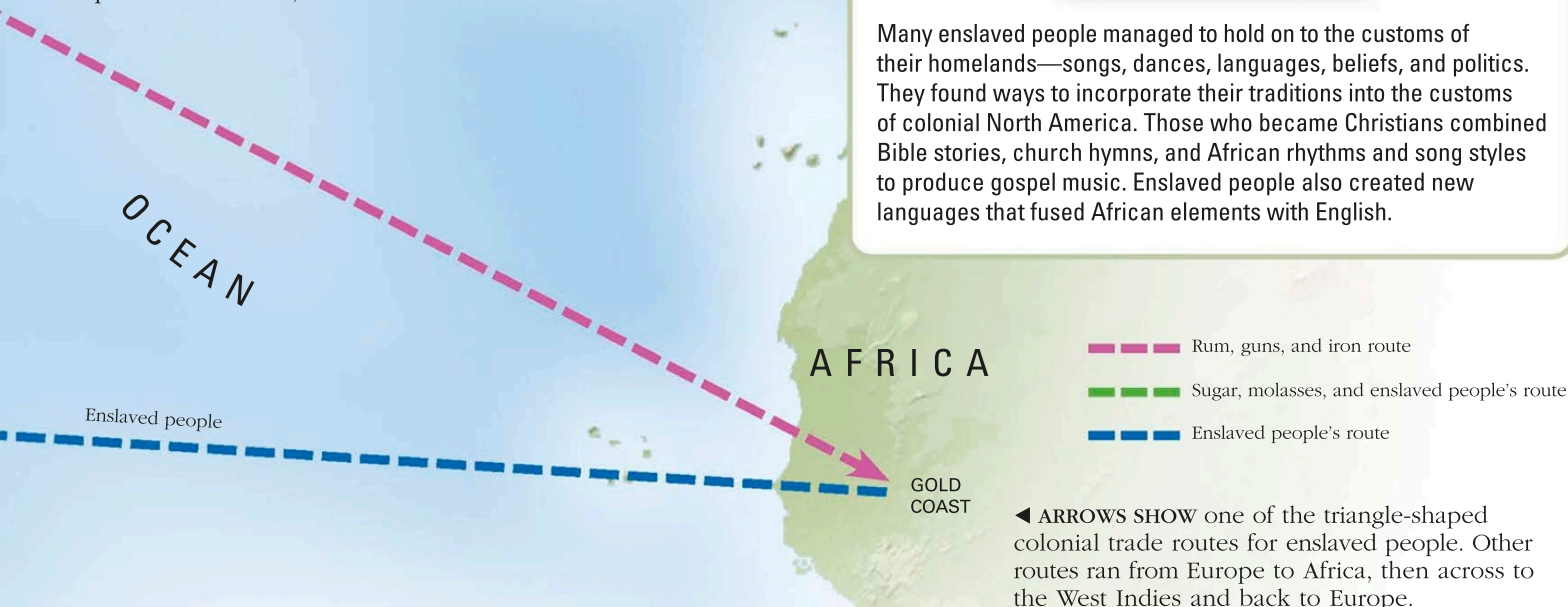 Many enslaved people managed to hold on to the customs of
their homelands—songs, dances, languages, beliefs, and politics.
They found ways to incorporate their traditions into the customs
of colonial North America. Those who became Christians combined
Bible stories, church hymns, and African rhythms and song styles
to produce gospel music. Enslaved people also created new
languages that fused African elements with English.
OCEAN
AFRICA
Enslaved people
GOLD
COAST
Rum, guns, and iron route
Sugar, molasses, and enslaved people's route
Enslaved people's route
◀ ARROWS SHOW one of the triangle-shaped
colonial trade routes for enslaved people. Other
routes ran from Europe to Africa, then across to
the West Indies and back to Europe.